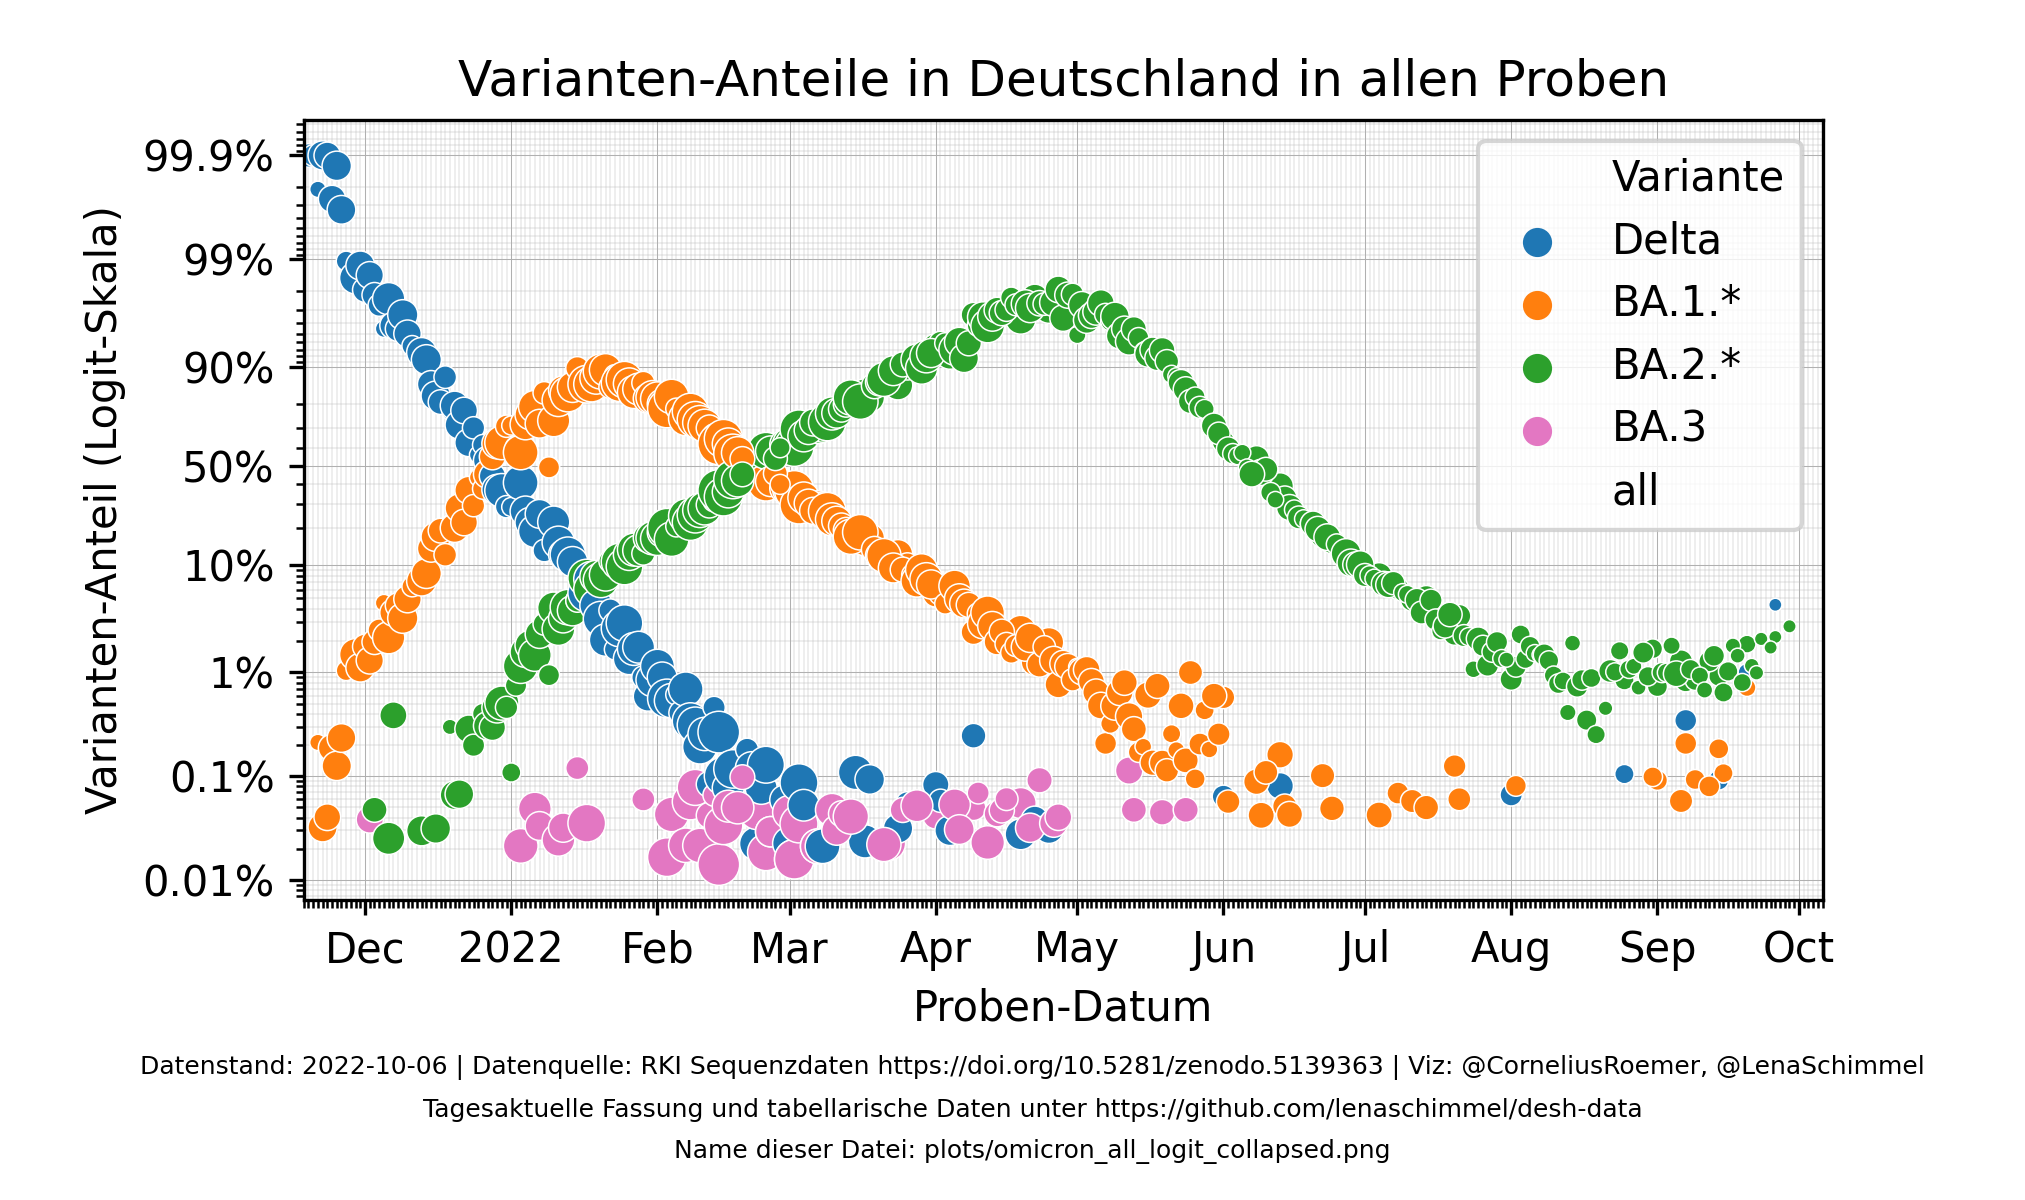 Varianten-Anteile in Deutschland in allen Proben
Varianten-Anteil (Logit-Skala)
99.9%
99%
90%
50%
10%
1%
0.1%
0.01%
Variante
Delta
BA.1.*
BA.2.*
BA.3
all
Dec 2022 Feb Mar Apr May Jun Jul Aug Sep Oct
Proben-Datum
Datenstand: 2022-10-06 | Datenquelle: RKI Sequenzdaten https://doi.org/10.5281/zenodo.5139363 | Viz: @CorneliusRoemer, @LenaSchimmel
Tagesaktuelle Fassung und tabellarische Daten unter https://github.com/lenaschimmel/desh-data
Name dieser Datei: plots/omicron_all_logit_collapsed.png